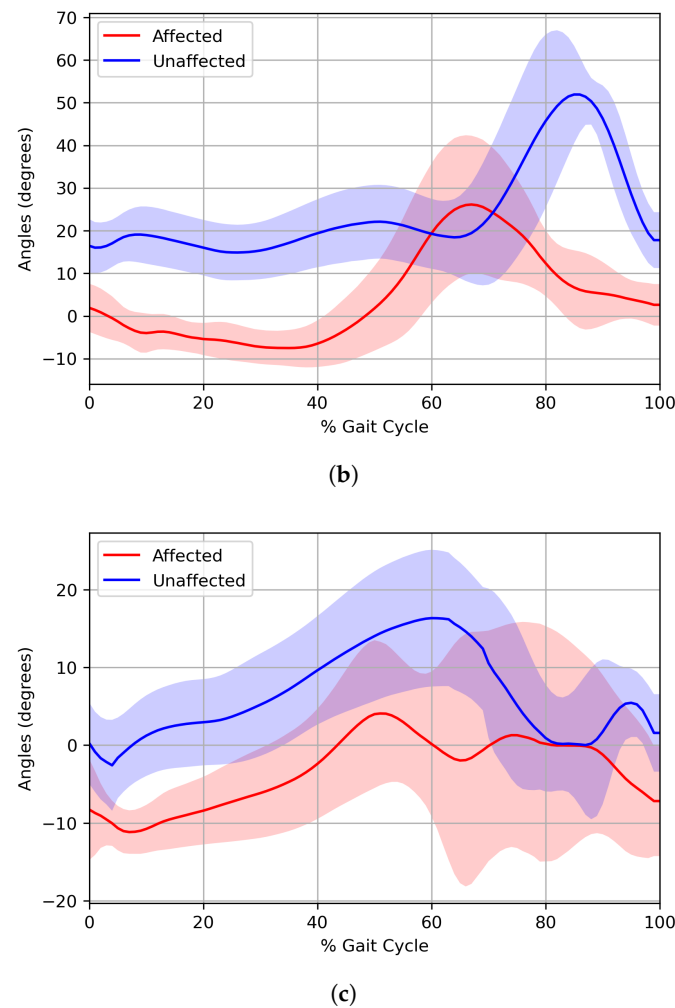 70
60
50
40
30
20
10
0
−10
Angles (degrees)
Affected
Unaffected
0 20 40 60 80 100
% Gait Cycle
(b)
20
10
0
−10
−20
Angles (degrees)
Affected
Unaffected
0 20 40 60 80 100
% Gait Cycle
(c)